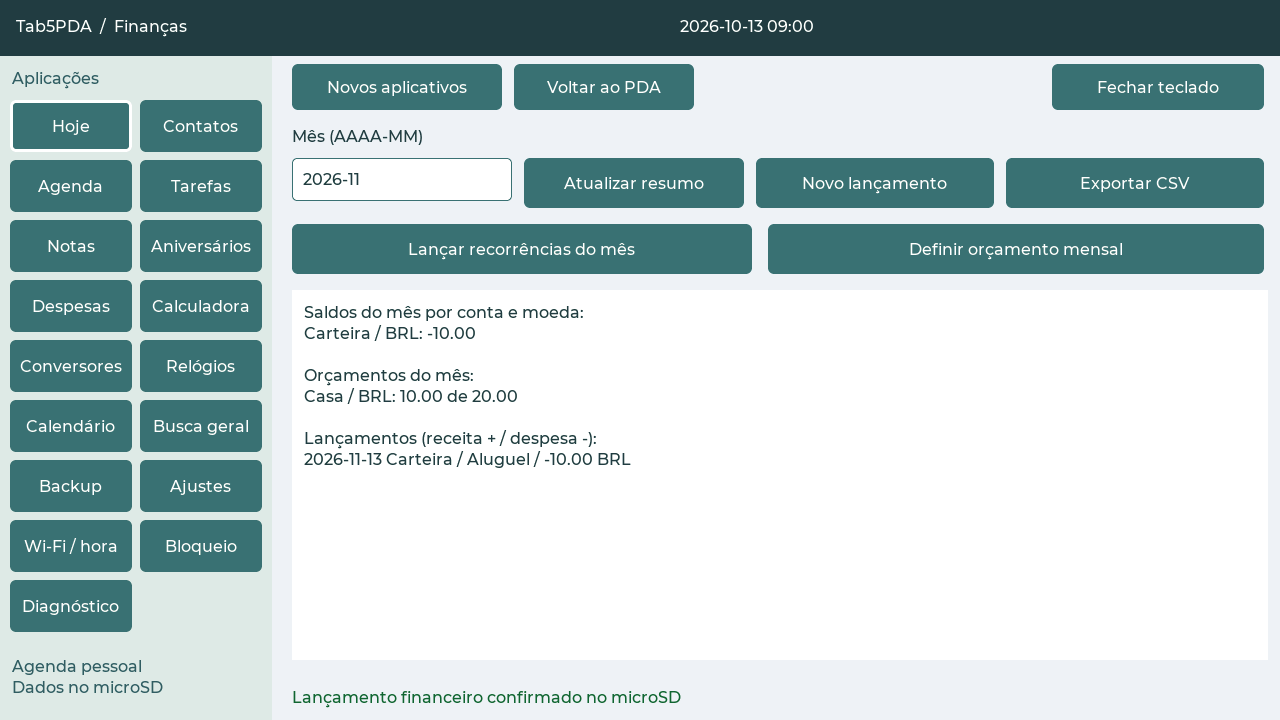 Tab5PDA / Finanças
2026-10-13 09:00
Aplicações
Hoje
Contatos
Agenda
Tarefas
Notas
Aniversários
Despesas
Calculadora
Conversores
Relógios
Calendário
Busca geral
Backup
Ajustes
Wi-Fi / hora
Bloqueio
Diagnóstico
Agenda pessoal
Dados no microSD
Novos aplicativos
Voltar ao PDA
Fechar teclado
Mês (AAAA-MM)
2026-11
Atualizar resumo
Novo lançamento
Exportar CSV
Lançar recorrências do mês
Definir orçamento mensal
Saldos do mês por conta e moeda:
Carteira / BRL: -10.00
Orçamentos do mês:
Casa / BRL: 10.00 de 20.00
Lançamentos (receita + / despesa -):
2026-11-13 Carteira / Aluguel / -10.00 BRL
Lançamento financeiro confirmado no microSD